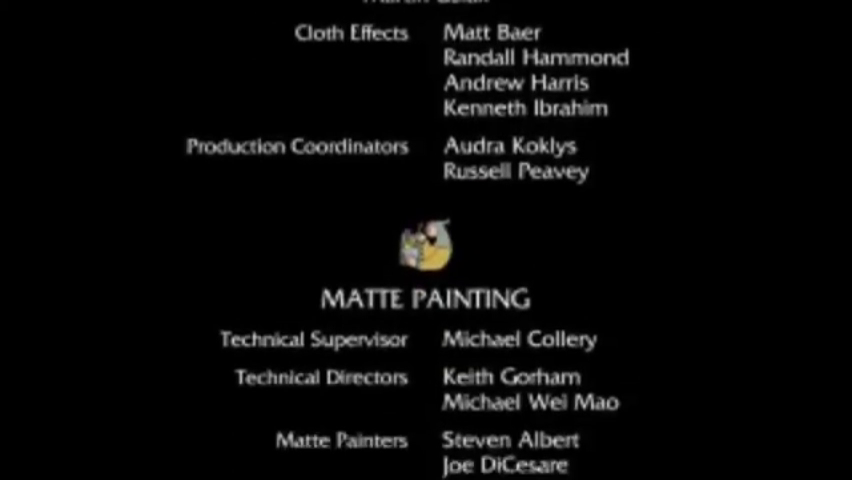 Cloth Effects Matt Baer
Randall Hammond
Andrew Harris
Kenneth Ibrahim
Production Coordinators Audra Koklys
Russell Peavey
MATTE PAINTING
Technical Supervisor Michael Collery
Technical Directors Keith Gorham
Michael Wei Mao
Matte Painters Steven Albert
Joe DiCesare